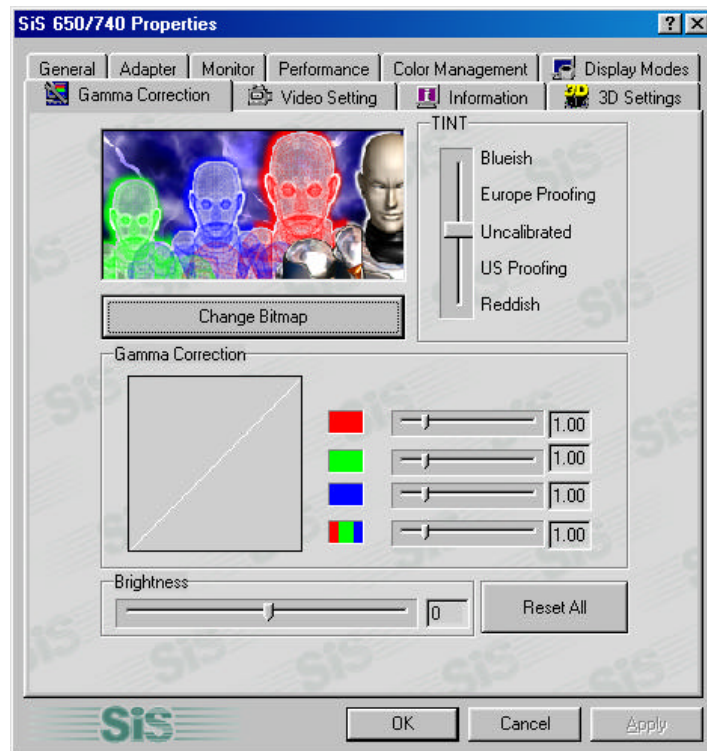 SiS 650/740 Properties
General Adapter Monitor Performance Color Management Display Modes
Gamma Correction Video Setting Information 3D Settings
TINT
Blueish
Europe Proofing
Uncalibrated
US Proofing
Reddish
Change Bitmap
Gamma Correction
1.00
1.00
1.00
1.00
Brightness
0
Reset All
SiS
OK Cancel Apply